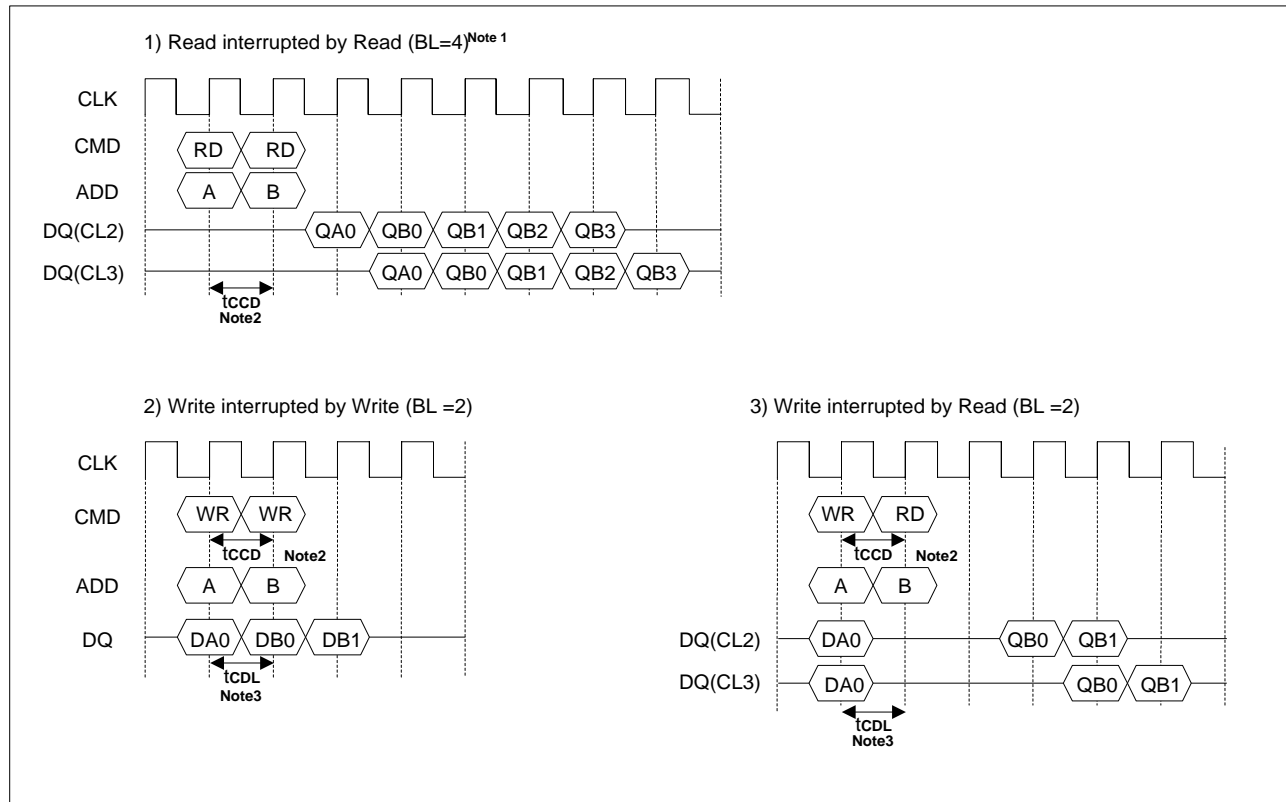 1) Read interrupted by Read (BL=4)Note 1
CLK
CMD RD RD
ADD A B
DQ(CL2) QA0 QB0 QB1 QB2 QB3
DQ(CL3) QA0 QB0 QB1 QB2 QB3
tCCD
Note2
2) Write interrupted by Write (BL =2)
CLK
CMD WR WR
tCCD Note2
ADD A B
DQ DA0 DB0 DB1
tCDL
Note3
3) Write interrupted by Read (BL =2)
WR RD
tCCD Note2
A B
DQ(CL2) DA0 QB0 QB1
DQ(CL3) DA0 QB0 QB1
tCDL
Note3